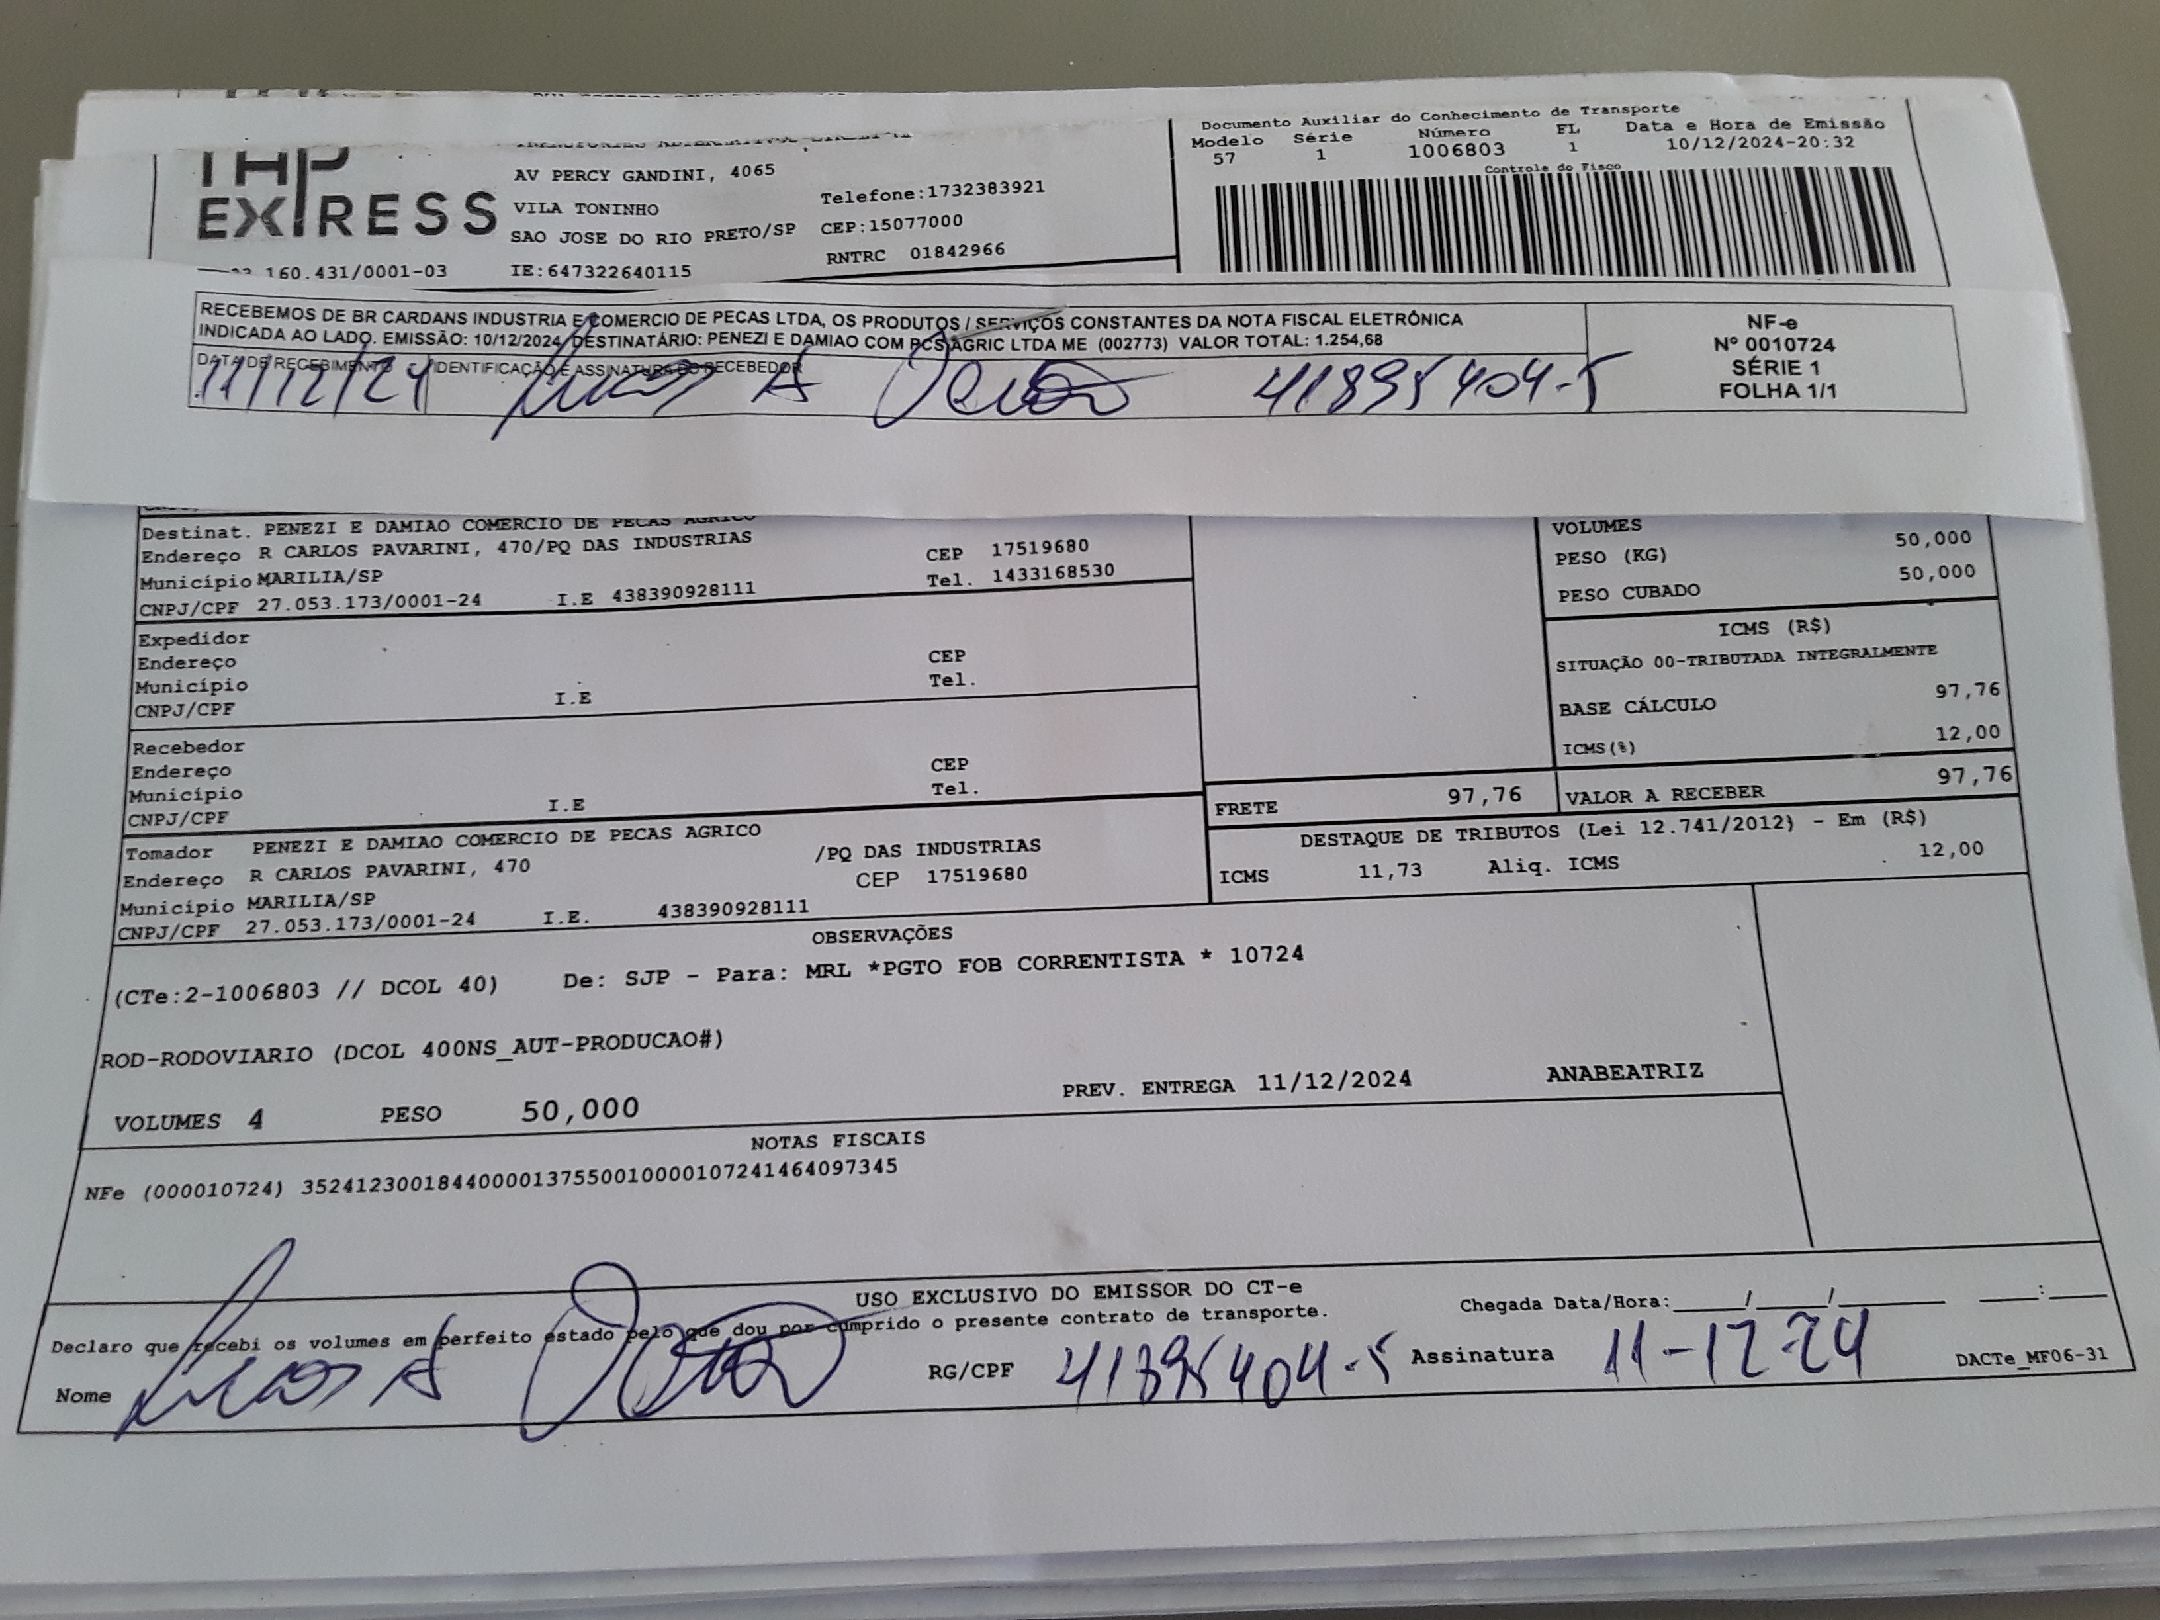 Documento Auxiliar do Conhecimento de Transporte
Modelo Série Número FL Data e Hora de Emissão
57 1 1006803 1 10/12/2024-20:32
Controle do Fisco
EXPRESS
AV PERCY GANDINI, 4065
VILA TONINHO Telefone:1732383921
SAO JOSE DO RIO PRETO/SP CEP:15077000
160.431/0001-03 IE:647322640115 RNTRC 01842966
RECEBEMOS DE BR CARDANS INDUSTRIA E COMERCIO DE PECAS LTDA, OS PRODUTOS / SERVIÇOS CONSTANTES DA NOTA FISCAL ELETRÔNICA
INDICADA AO LADO. EMISSÃO: 10/12/2024 DESTINATÁRIO: PENEZI E DAMIAO COM PCS AGRIC LTDA ME (002773) VALOR TOTAL: 1.254,68
DATA DE RECEBIMENTO IDENTIFICAÇÃO E ASSINATURA DO RECEBEDOR
11/12/24 41895404-5
NF-e
Nº 0010724
SÉRIE 1
FOLHA 1/1
Destinat. PENEZI E DAMIAO COMERCIO DE PECAS AGRICO
Endereço R CARLOS PAVARINI, 470/PQ DAS INDUSTRIAS CEP 17519680
Município MARILIA/SP Tel. 1433168530
CNPJ/CPF 27.053.173/0001-24 I.E 438390928111
VOLUMES
PESO (KG) 50,000
PESO CUBADO 50,000
Expedidor
Endereço CEP
Município Tel.
CNPJ/CPF I.E
ICMS (R$)
SITUAÇÃO 00-TRIBUTADA INTEGRALMENTE
BASE CÁLCULO 97,76
ICMS(%) 12,00
Recebedor
Endereço CEP
Município Tel.
CNPJ/CPF I.E
FRETE 97,76 VALOR A RECEBER 97,76
Tomador PENEZI E DAMIAO COMERCIO DE PECAS AGRICO
Endereço R CARLOS PAVARINI, 470 /PQ DAS INDUSTRIAS
Município MARILIA/SP CEP 17519680
CNPJ/CPF 27.053.173/0001-24 I.E. 438390928111
DESTAQUE DE TRIBUTOS (Lei 12.741/2012) - Em (R$)
ICMS 11,73 Aliq. ICMS 12,00
OBSERVAÇÕES
(CTe:2-1006803 // DCOL 40) De: SJP - Para: MRL *PGTO FOB CORRENTISTA * 10724
ROD-RODOVIARIO (DCOL 400NS_AUT-PRODUCAO#)
PREV. ENTREGA 11/12/2024 ANABEATRIZ
VOLUMES 4 PESO 50,000
NOTAS FISCAIS
NFe (000010724) 35241230018440000137550010000107241464097345
USO EXCLUSIVO DO EMISSOR DO CT-e
Declaro que recebi os volumes em perfeito estado pelo que dou por cumprido o presente contrato de transporte.
Chegada Data/Hora:____/____/______ ___:___
Nome RG/CPF 41895404-5 Assinatura 11-12-24 DACTe_MF06-31